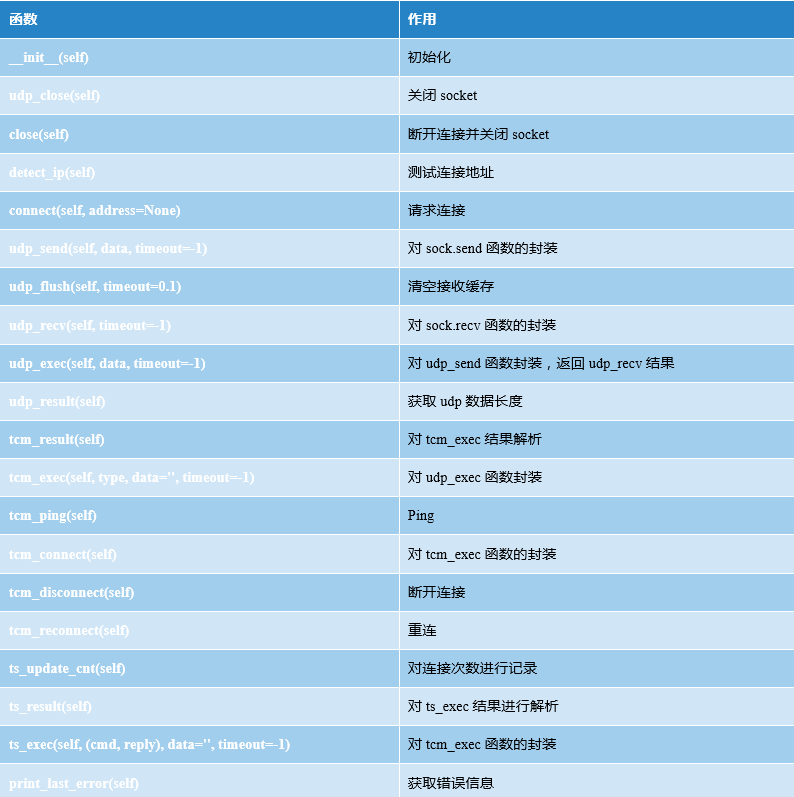 函数 作用
__init__(self) 初始化
udp_close(self) 关闭 socket
close(self) 断开连接并关闭 socket
detect_ip(self) 测试连接地址
connect(self, address=None) 请求连接
udp_send(self, data, timeout=-1) 对 sock.send 函数的封装
udp_flush(self, timeout=0.1) 清空接收缓存
udp_recv(self, timeout=-1) 对 sock.recv 函数的封装
udp_exec(self, data, timeout=-1) 对 udp_send 函数封装，返回 udp_recv 结果
udp_result(self) 获取 udp 数据长度
tcm_result(self) 对 tcm_exec 结果解析
tcm_exec(self, type, data='', timeout=-1) 对 udp_exec 函数封装
tcm_ping(self) Ping
tcm_connect(self) 对 tcm_exec 函数的封装
tcm_disconnect(self) 断开连接
tcm_reconnect(self) 重连
ts_update_cnt(self) 对连接次数进行记录
ts_result(self) 对 ts_exec 结果进行解析
ts_exec(self, (cmd, reply), data='', timeout=-1) 对 tcm_exec 函数的封装
print_last_error(self) 获取错误信息